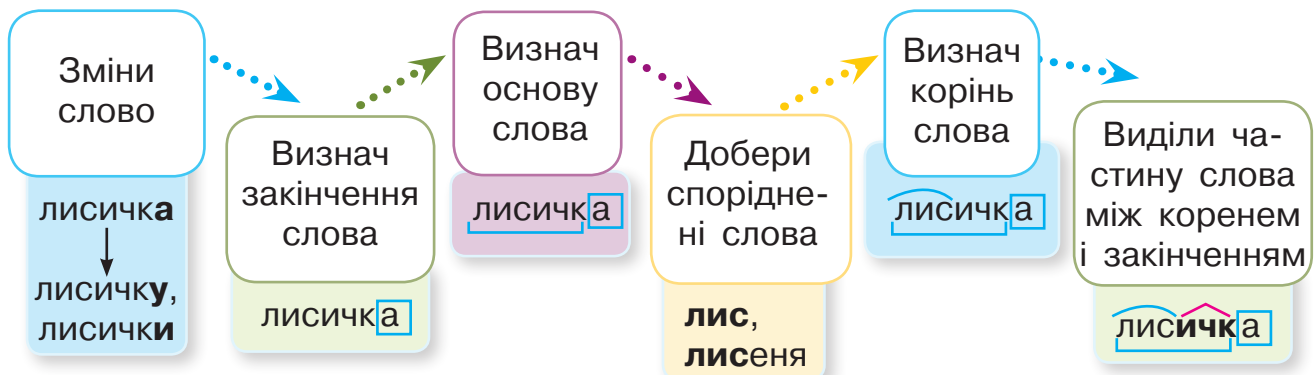 Зміни
слово
лисичка
лисичку,
лисички
Визнач
закінчення
слова
лисичка
Визнач
основу
слова
лисичка
Добери
спорідне-
ні слова
лис,
лисеня
Визнач
корінь
слова
лисичка
Виділи ча-
стину слова
між коренем
і закінченням
лисичка